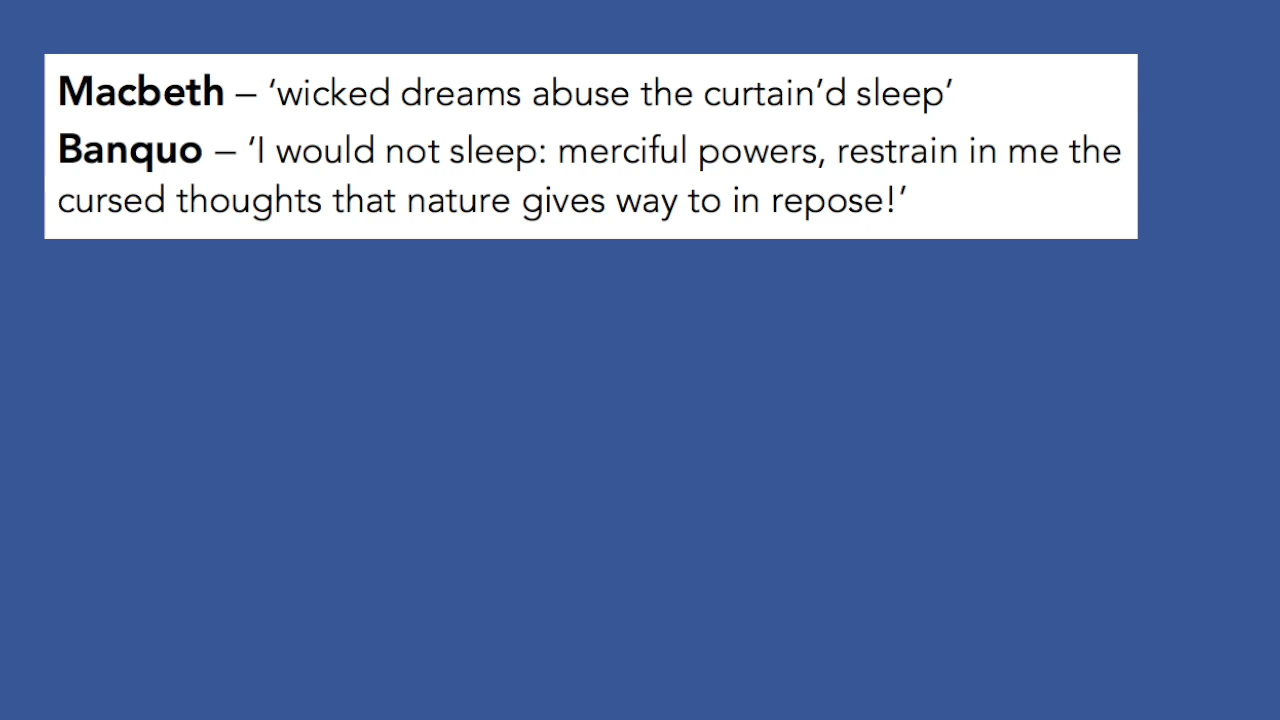 Macbeth – ‘wicked dreams abuse the curtain’d sleep’
Banquo – ‘I would not sleep: merciful powers, restrain in me the
cursed thoughts that nature gives way to in repose!’